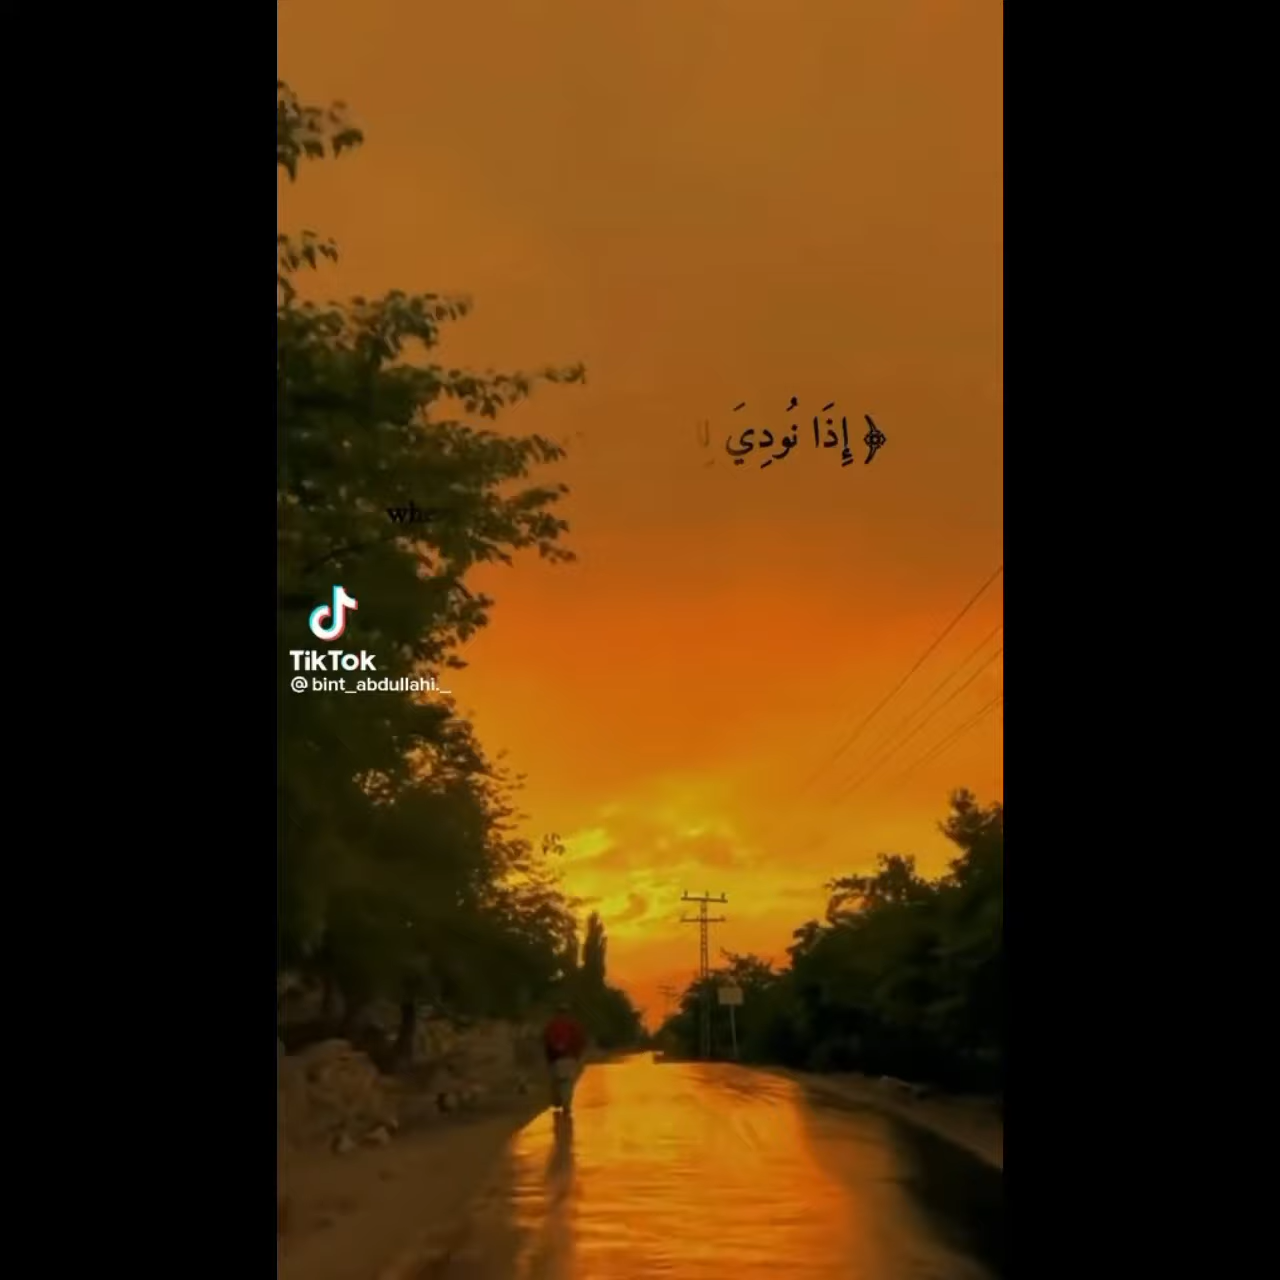 ﴿ إِذَا نُودِيَ
TikTok
@bint_abdullahi._